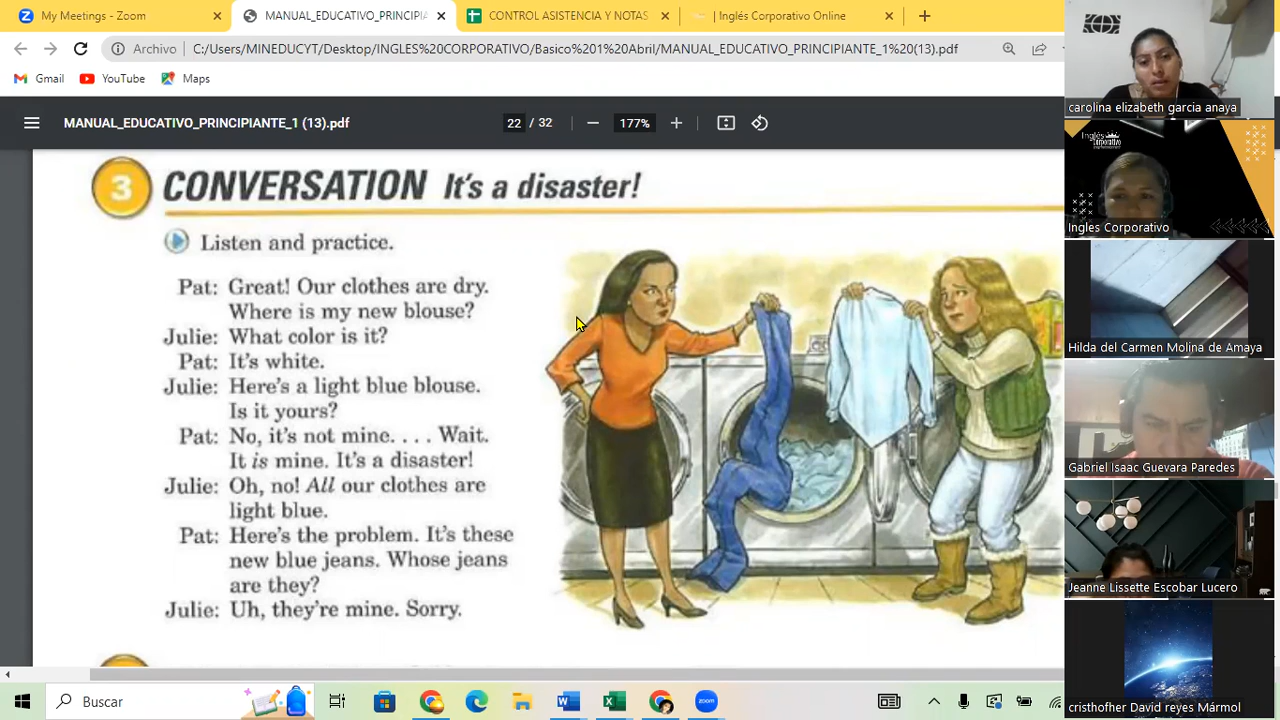 My Meetings - Zoom
MANUAL_EDUCATIVO_PRINCIPIA
CONTROL ASISTENCIA Y NOTAS
| Inglés Corporativo Online
Archivo
C:/Users/MINEDUCYT/Desktop/INGLES%20CORPORATIVO/Basico%201%20Abril/MANUAL_EDUCATIVO_PRINCIPIANTE_1%20(13).pdf
Gmail
YouTube
Maps
MANUAL_EDUCATIVO_PRINCIPIANTE_1 (13).pdf
22 / 32
177%
3 CONVERSATION It's a disaster!
Listen and practice.
Pat: Great! Our clothes are dry.
Where is my new blouse?
Julie: What color is it?
Pat: It's white.
Julie: Here's a light blue blouse.
Is it yours?
Pat: No, it's not mine. . . . Wait.
It is mine. It's a disaster!
Julie: Oh, no! All our clothes are
light blue.
Pat: Here's the problem. It's these
new blue jeans. Whose jeans
are they?
Julie: Uh, they're mine. Sorry.
carolina elizabeth garcia anaya
Inglés
Corporativo
Ingles Corporativo
Hilda del Carmen Molina de Amaya
Gabriel Isaac Guevara Paredes
Jeanne Lissette Escobar Lucero
cristhofher David reyes Mármol
Buscar
zoom